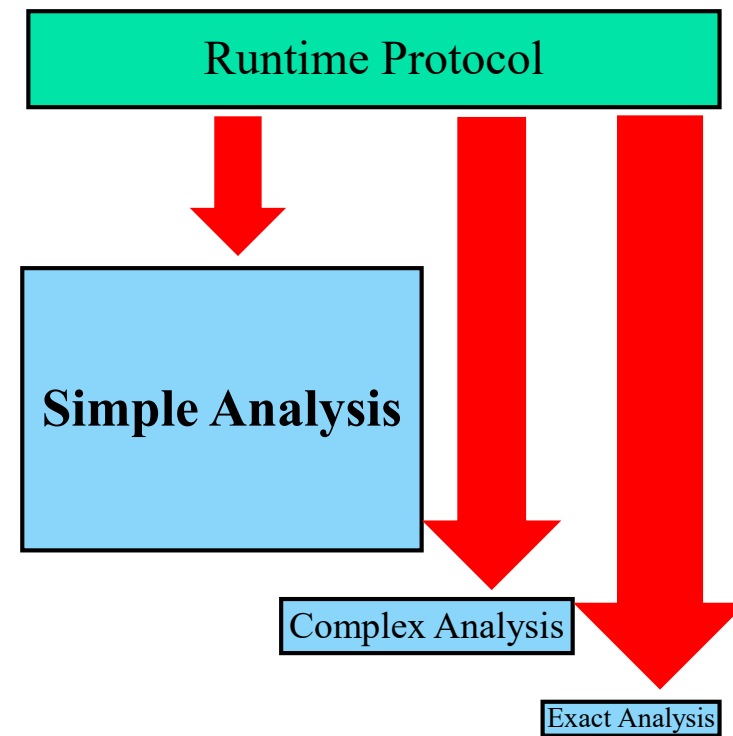 Runtime Protocol
Simple Analysis
Complex Analysis
Exact Analysis